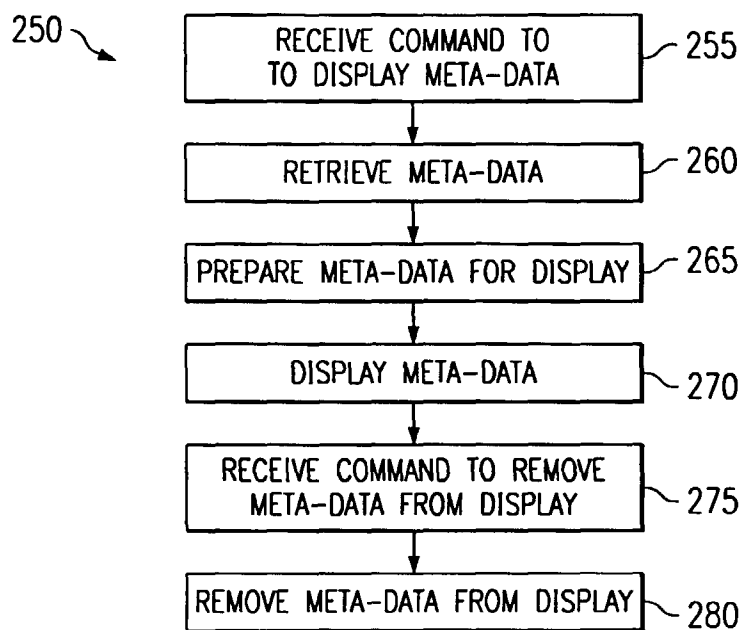 250
RECEIVE COMMAND TO
TO DISPLAY META-DATA
255
RETRIEVE META-DATA
260
PREPARE META-DATA FOR DISPLAY
265
DISPLAY META-DATA
270
RECEIVE COMMAND TO REMOVE
META-DATA FROM DISPLAY
275
REMOVE META-DATA FROM DISPLAY
280